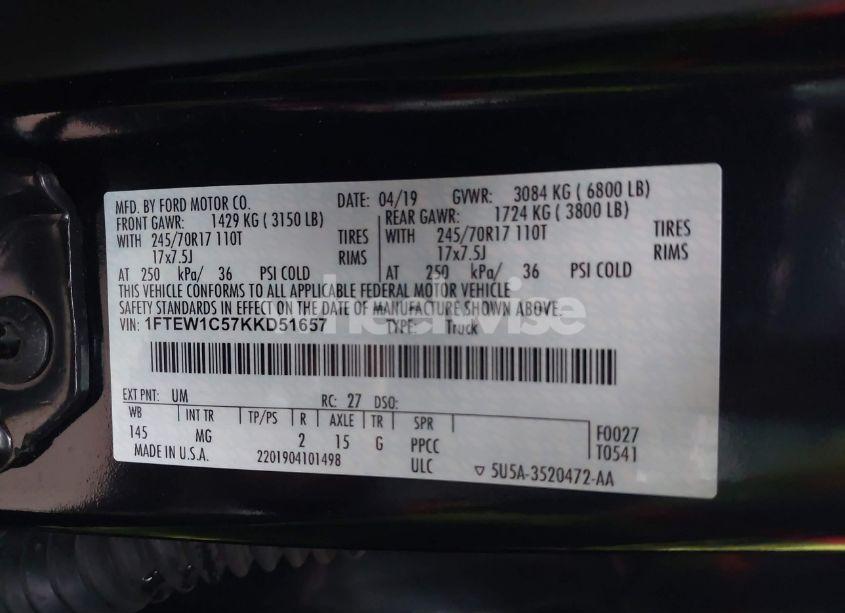 MFD. BY FORD MOTOR CO. DATE: 04/19 GVWR: 3084 KG ( 6800 LB)
FRONT GAWR: 1429 KG ( 3150 LB) REAR GAWR: 1724 KG ( 3800 LB)
WITH 245/70R17 110T TIRES WITH 245/70R17 110T TIRES
17x7.5J RIMS 17x7.5J RIMS
AT 250 kPa/ 36 PSI COLD AT 250 kPa/ 36 PSI COLD
THIS VEHICLE CONFORMS TO ALL APPLICABLE FEDERAL MOTOR VEHICLE
SAFETY STANDARDS IN EFFECT ON THE DATE OF MANUFACTURE SHOWN ABOVE.
VIN: 1FTEW1C57KKD51657 TYPE: Truck
EXT PNT: UM RC: 27 DSO:
WB INT TR TP/PS R AXLE TR SPR
145 MG 2 15 G PPCC F0027
MADE IN U.S.A. 2201904101498 ULC T0541
5U5A-3520472-AA